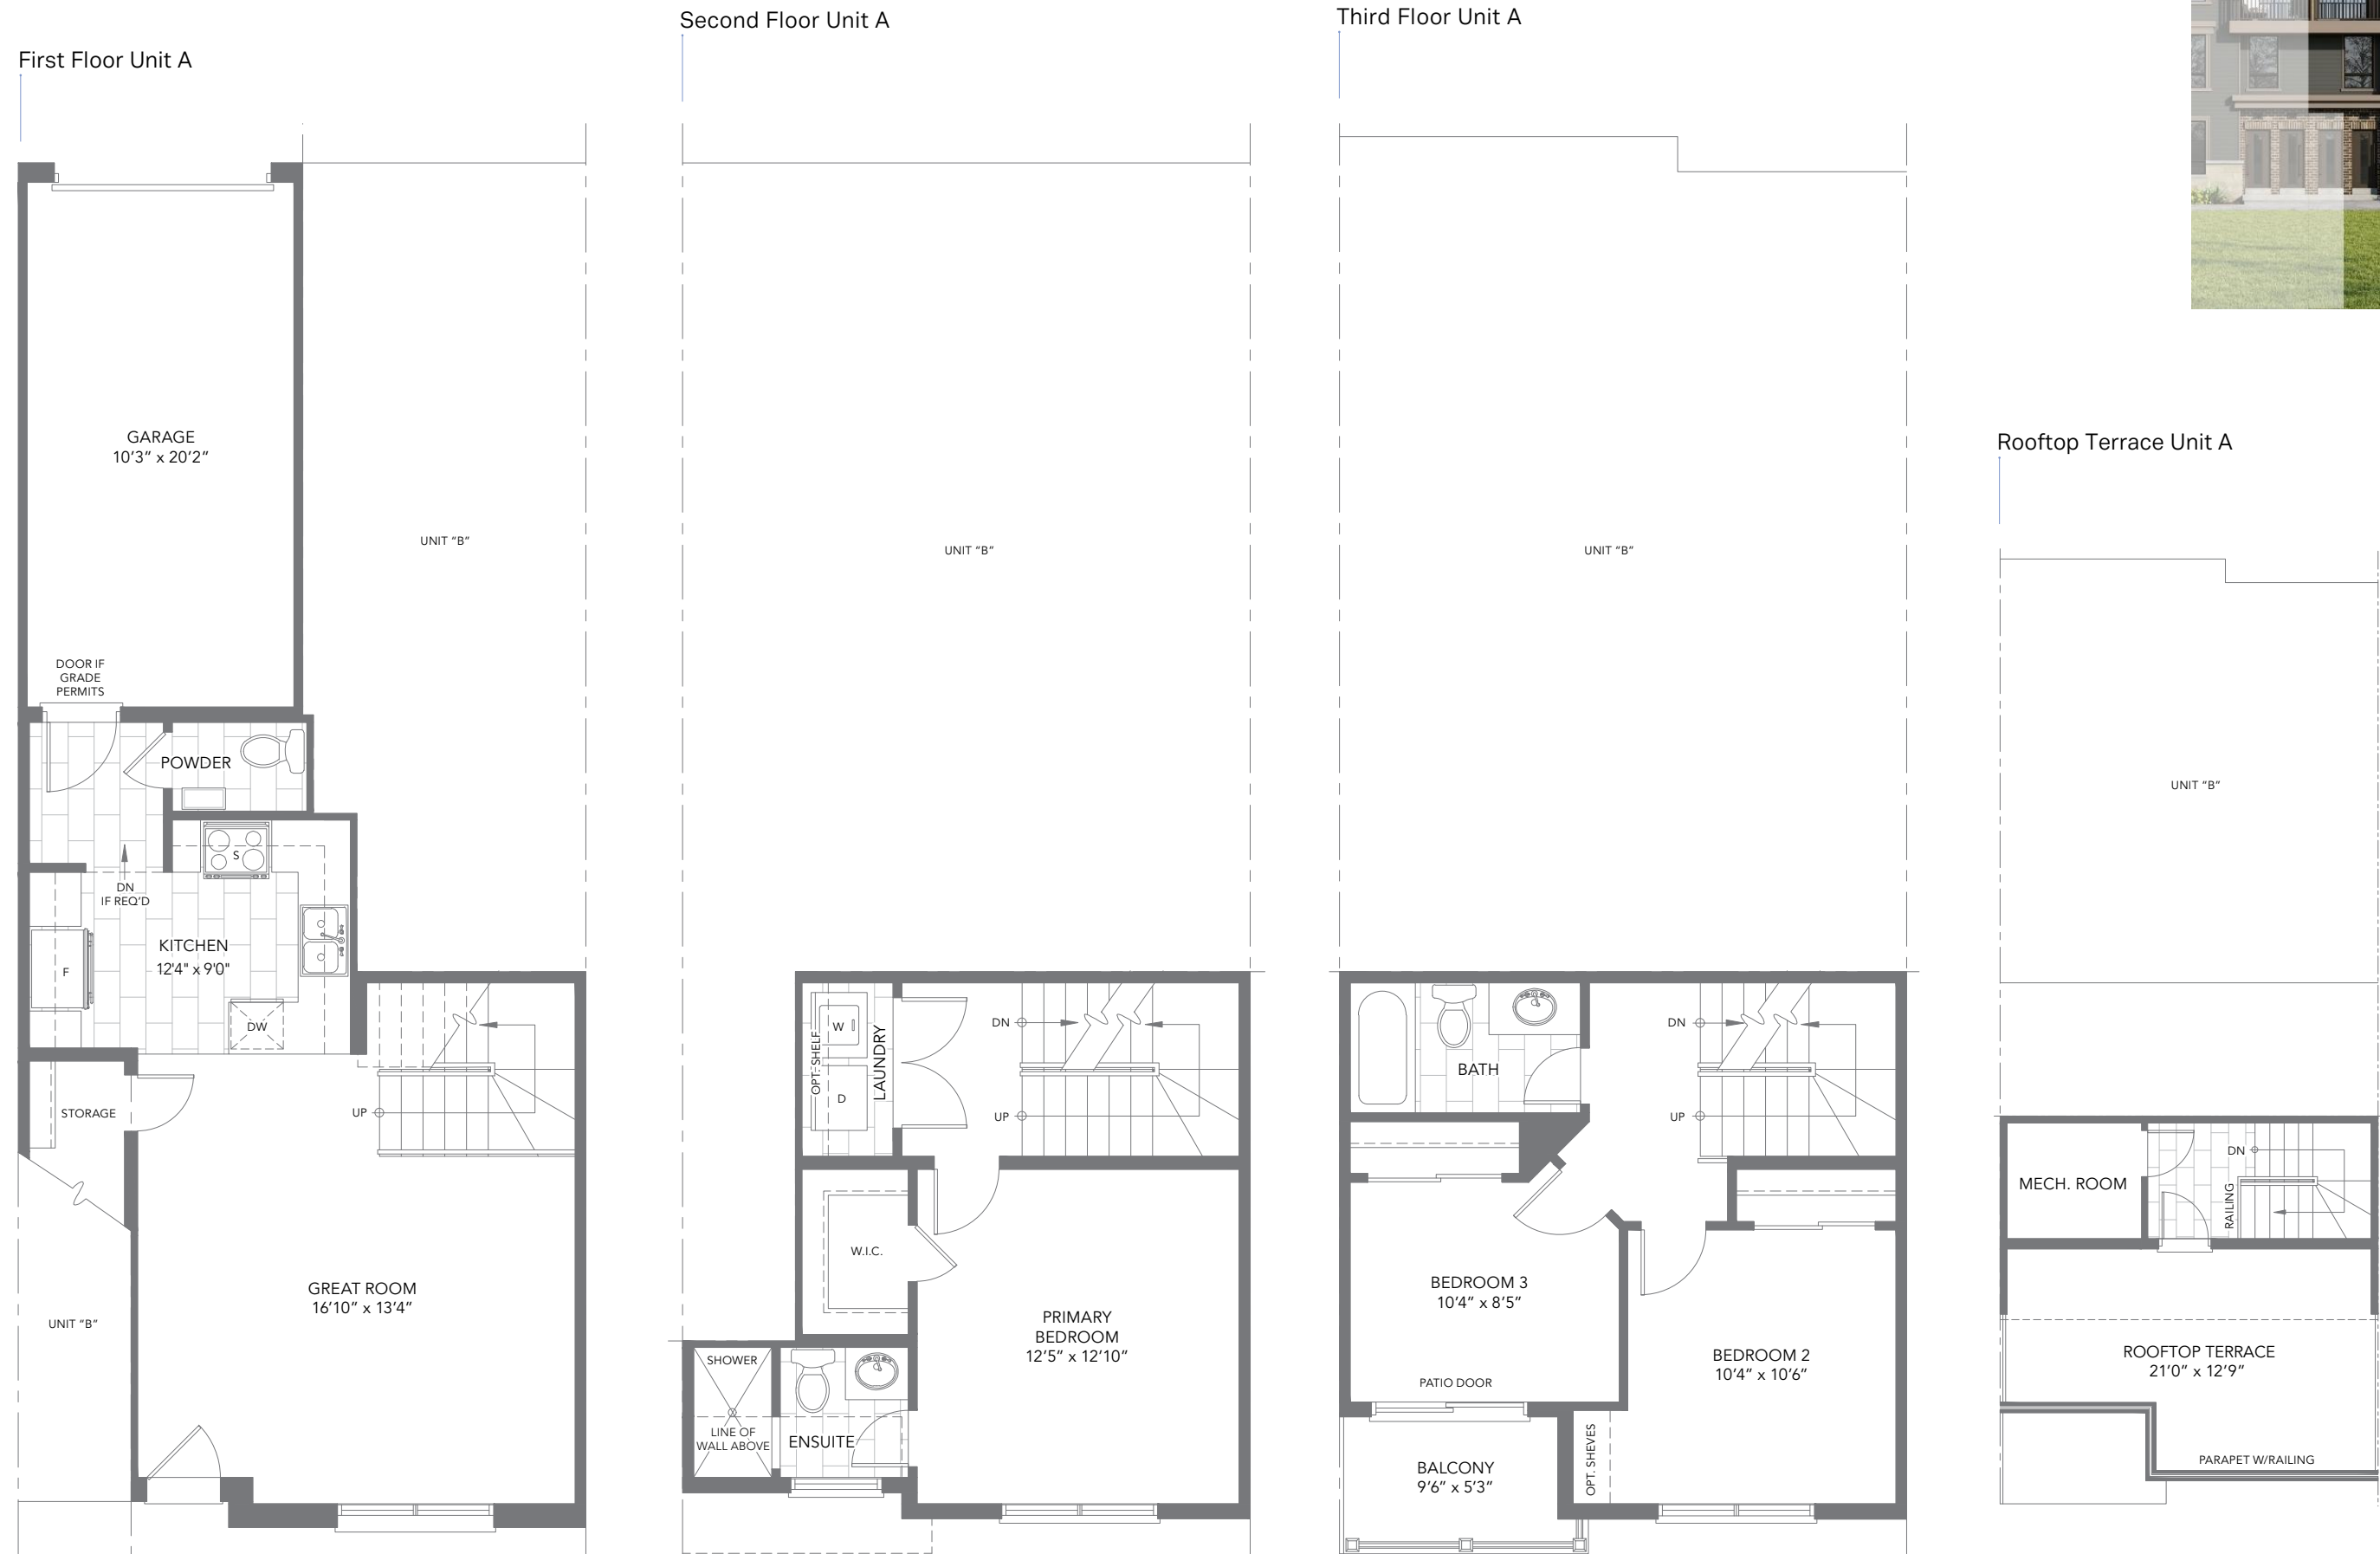 First Floor Unit A
GARAGE
10'3” x 20'2”
UNIT “B”
DOOR IF
GRADE
PERMITS
POWDER
S
DN
IF REQ'D
KITCHEN
12'4" x 9'0"
F
DW
STORAGE
UP
GREAT ROOM
16'10” x 13'4”
UNIT “B”
Second Floor Unit A
UNIT “B”
OPT. SHELF
W
D
LAUNDRY
DN
UP
W.I.C.
PRIMARY
BEDROOM
12'5” x 12'10”
SHOWER
LINE OF
WALL ABOVE
ENSUITE
Third Floor Unit A
UNIT “B”
BATH
DN
UP
BEDROOM 3
10'4” x 8'5”
PATIO DOOR
BEDROOM 2
10'4” x 10'6”
BALCONY
9'6” x 5'3”
OPT. SHEVES
Rooftop Terrace Unit A
UNIT “B”
MECH. ROOM
DN
RAILING
ROOFTOP TERRACE
21'0” x 12'9”
PARAPET W/RAILING